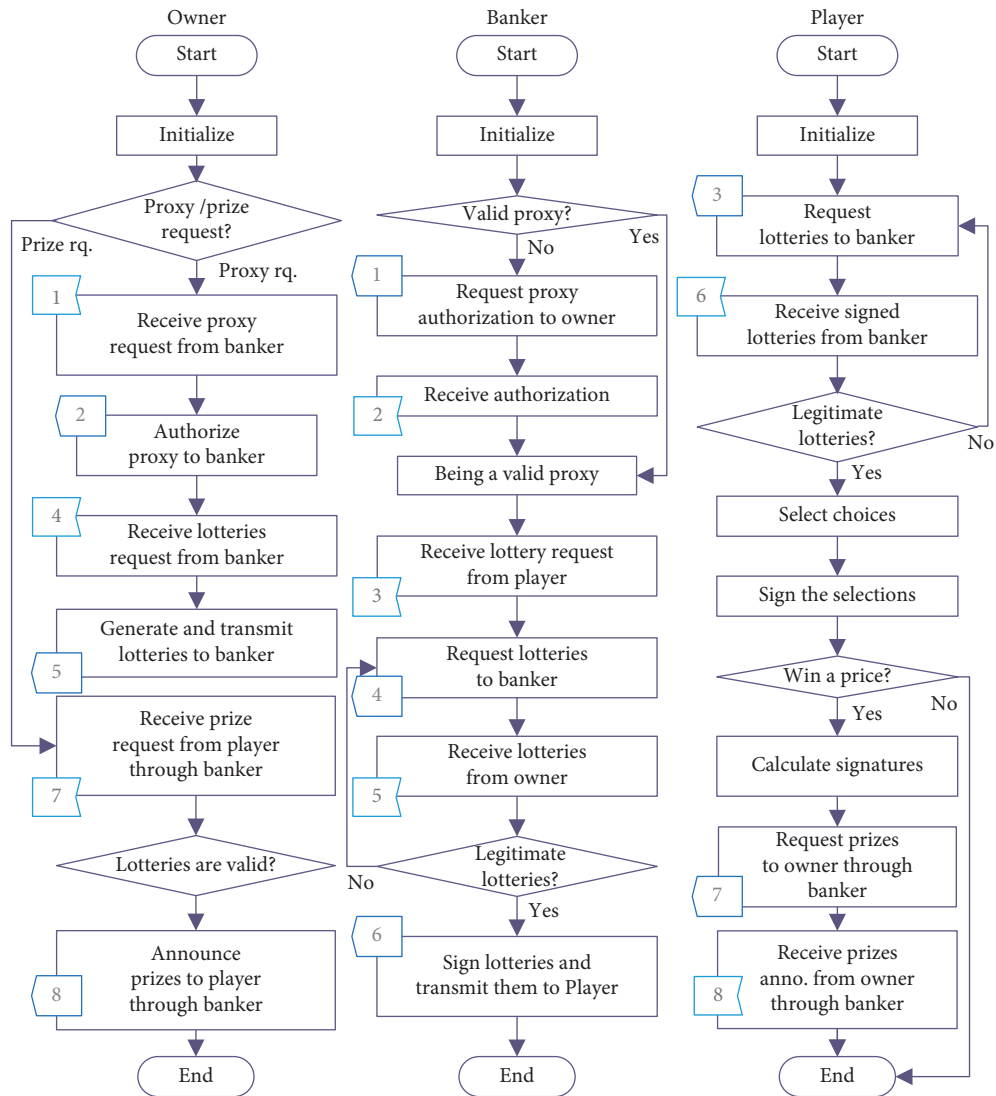 Owner
Start
Initialize
Proxy /prize
request?
Prize rq.
Proxy rq.
1
Receive proxy
request from banker
2
Authorize
proxy to banker
4
Receive lotteries
request from banker
Generate and transmit
lotteries to banker
5
Receive prize
request from player
through banker
7
Lotteries are valid?
Announce
prizes to player
through banker
8
End
Banker
Start
Initialize
Valid proxy?
Yes
No
1
Request proxy
authorization to owner
Receive authorization
2
Being a valid proxy
Receive lottery request
from player
3
Request lotteries
to banker
4
Receive lotteries
from owner
5
Legitimate
lotteries?
No
Yes
6
Sign lotteries and
transmit them to Player
End
Player
Start
Initialize
3
Request
lotteries to banker
6
Receive signed
lotteries from banker
Legitimate
lotteries?
No
Yes
Select choices
Sign the selections
Win a price?
No
Yes
Calculate signatures
Request prizes
to owner through
banker
7
Receive prizes
anno. from owner
through banker
8
End